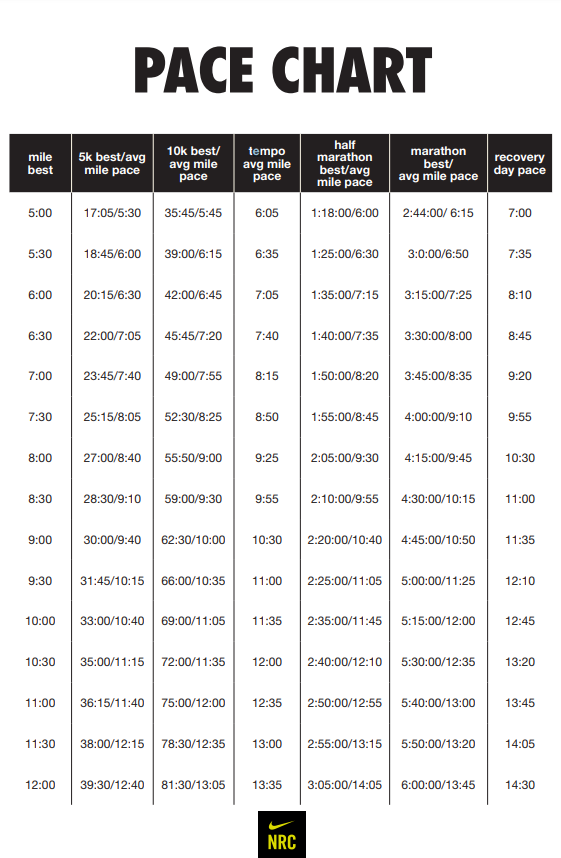 PACE CHART
mile best 5k best/avg mile pace 10k best/ avg mile pace tempo avg mile pace half marathon best/avg mile pace marathon best/ avg mile pace recovery day pace
5:00 17:05/5:30 35:45/5:45 6:05 1:18:00/6:00 2:44:00/ 6:15 7:00
5:30 18:45/6:00 39:00/6:15 6:35 1:25:00/6:30 3:0:00/6:50 7:35
6:00 20:15/6:30 42:00/6:45 7:05 1:35:00/7:15 3:15:00/7:25 8:10
6:30 22:00/7:05 45:45/7:20 7:40 1:40:00/7:35 3:30:00/8:00 8:45
7:00 23:45/7:40 49:00/7:55 8:15 1:50:00/8:20 3:45:00/8:35 9:20
7:30 25:15/8:05 52:30/8:25 8:50 1:55:00/8:45 4:00:00/9:10 9:55
8:00 27:00/8:40 55:50/9:00 9:25 2:05:00/9:30 4:15:00/9:45 10:30
8:30 28:30/9:10 59:00/9:30 9:55 2:10:00/9:55 4:30:00/10:15 11:00
9:00 30:00/9:40 62:30/10:00 10:30 2:20:00/10:40 4:45:00/10:50 11:35
9:30 31:45/10:15 66:00/10:35 11:00 2:25:00/11:05 5:00:00/11:25 12:10
10:00 33:00/10:40 69:00/11:05 11:35 2:35:00/11:45 5:15:00/12:00 12:45
10:30 35:00/11:15 72:00/11:35 12:00 2:40:00/12:10 5:30:00/12:35 13:20
11:00 36:15/11:40 75:00/12:00 12:35 2:50:00/12:55 5:40:00/13:00 13:45
11:30 38:00/12:15 78:30/12:35 13:00 2:55:00/13:15 5:50:00/13:20 14:05
12:00 39:30/12:40 81:30/13:05 13:35 3:05:00/14:05 6:00:00/13:45 14:30
NRC